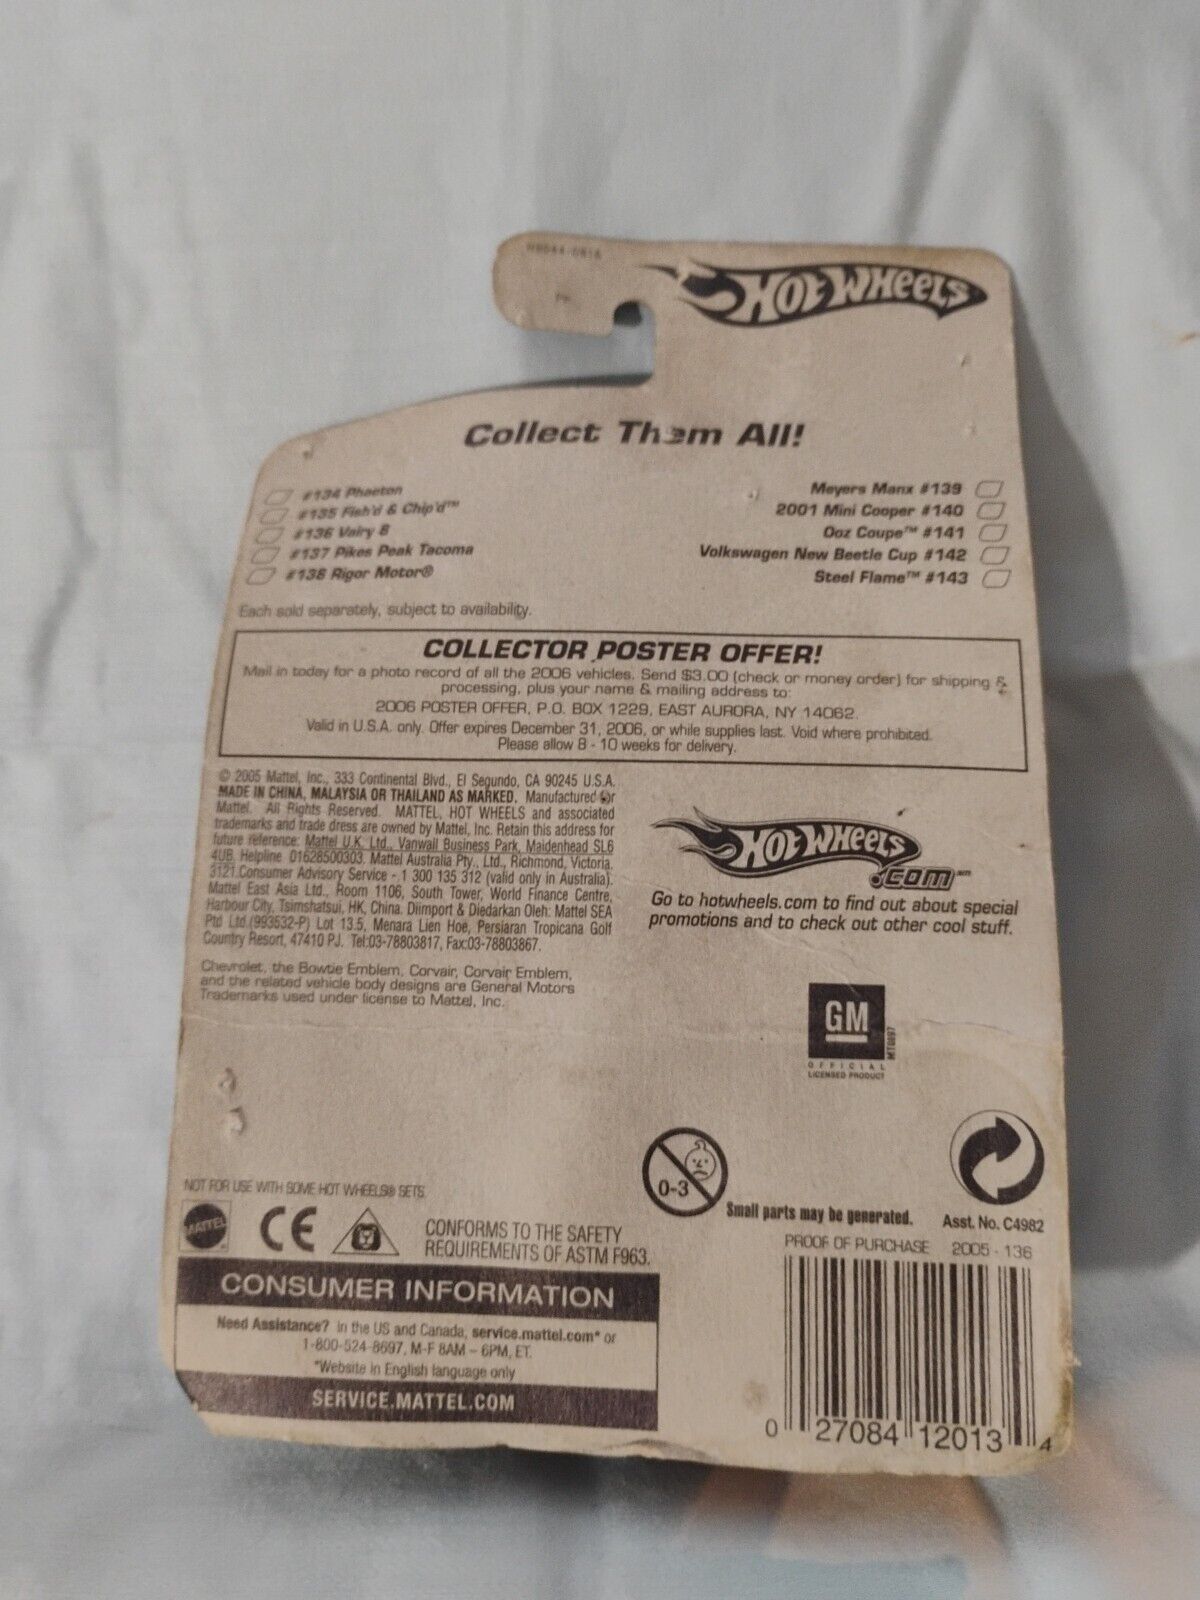 HOT WHEELS
Collect Them All!
#134 Phaeton
#135 Fish'd & Chip'd™
#136 Vairy 8
#137 Pikes Peak Tacoma
#138 Rigor Motor®
Meyers Manx #139
2001 Mini Cooper #140
Ooz Coupe™ #141
Volkswagen New Beetle Cup #142
Steel Flame™ #143
Each sold separately, subject to availability.
COLLECTOR POSTER OFFER!
Mail in today for a photo record of all the 2006 vehicles. Send $3.00 (check or money order) for shipping &
processing, plus your name & mailing address to:
2006 POSTER OFFER, P.O. BOX 1229, EAST AURORA, NY 14062.
Valid in U.S.A. only. Offer expires December 31, 2006, or while supplies last. Void where prohibited.
Please allow 8 - 10 weeks for delivery.
© 2005 Mattel, Inc., 333 Continental Blvd., El Segundo, CA 90245 U.S.A.
MADE IN CHINA, MALAYSIA OR THAILAND AS MARKED. Manufactured for
Mattel. All Rights Reserved. MATTEL, HOT WHEELS and associated
trademarks and trade dress are owned by Mattel, Inc. Retain this address for
future reference: Mattel U.K. Ltd., Vanwall Business Park, Maidenhead SL6
4UB. Helpline 01628500303. Mattel Australia Pty., Ltd., Richmond, Victoria.
3121.Consumer Advisory Service - 1 300 135 312 (valid only in Australia).
Mattel East Asia Ltd., Room 1106, South Tower, World Finance Centre,
Harbour City, Tsimshatsui, HK, China. Diimport & Diedarkan Oleh: Mattel SEA
Ptd Ltd.(993532-P) Lot 13.5, Menara Lien Hoe, Persiaran Tropicana Golf
Country Resort, 47410 PJ. Tel:03-78803817, Fax:03-78803867.
Chevrolet, the Bowtie Emblem, Corvair, Corvair Emblem,
and the related vehicle body designs are General Motors
Trademarks used under license to Mattel, Inc.
HOT WHEELS
.com™
Go to hotwheels.com to find out about special
promotions and to check out other cool stuff.
GM
MT0897
OFFICIAL
LICENSED PRODUCT
0-3
Small parts may be generated.
Asst. No. C4982
PROOF OF PURCHASE 2005 - 136
0 27084 12013 4
NOT FOR USE WITH SOME HOT WHEELS® SETS.
MATTEL
CE
CONFORMS TO THE SAFETY
REQUIREMENTS OF ASTM F963.
CONSUMER INFORMATION
Need Assistance? In the US and Canada, service.mattel.com* or
1-800-524-8697, M-F 8AM – 6PM, ET.
*Website in English language only
SERVICE.MATTEL.COM